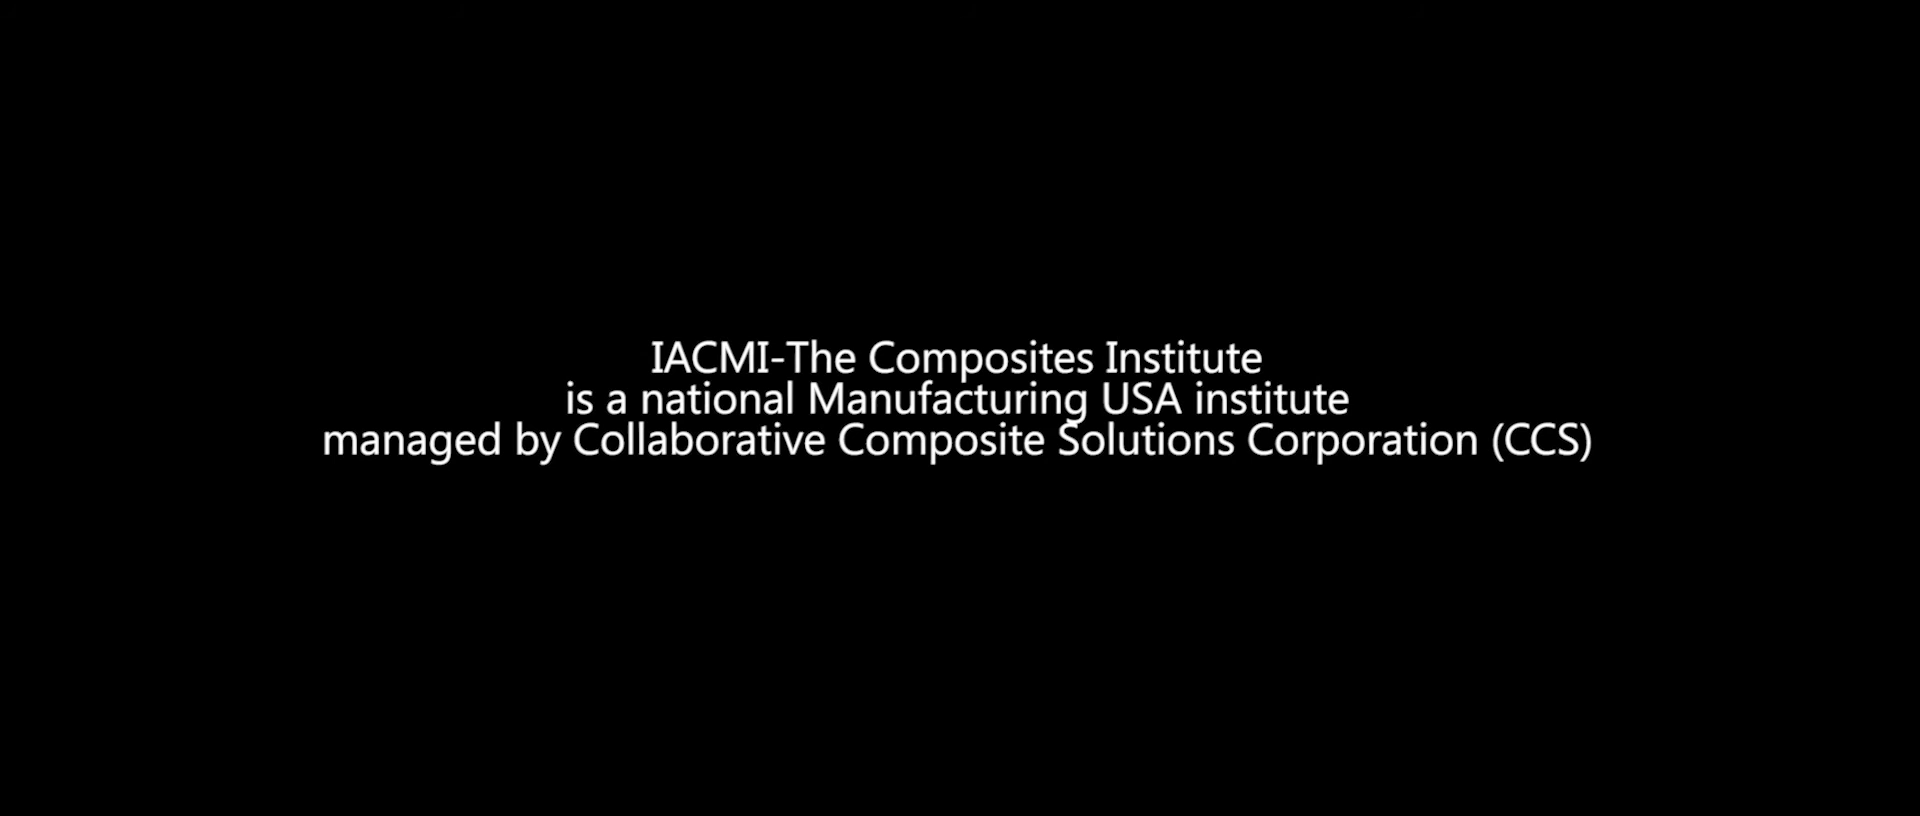 IACMI-The Composites Institute
is a national Manufacturing USA institute
managed by Collaborative Composite Solutions Corporation (CCS)